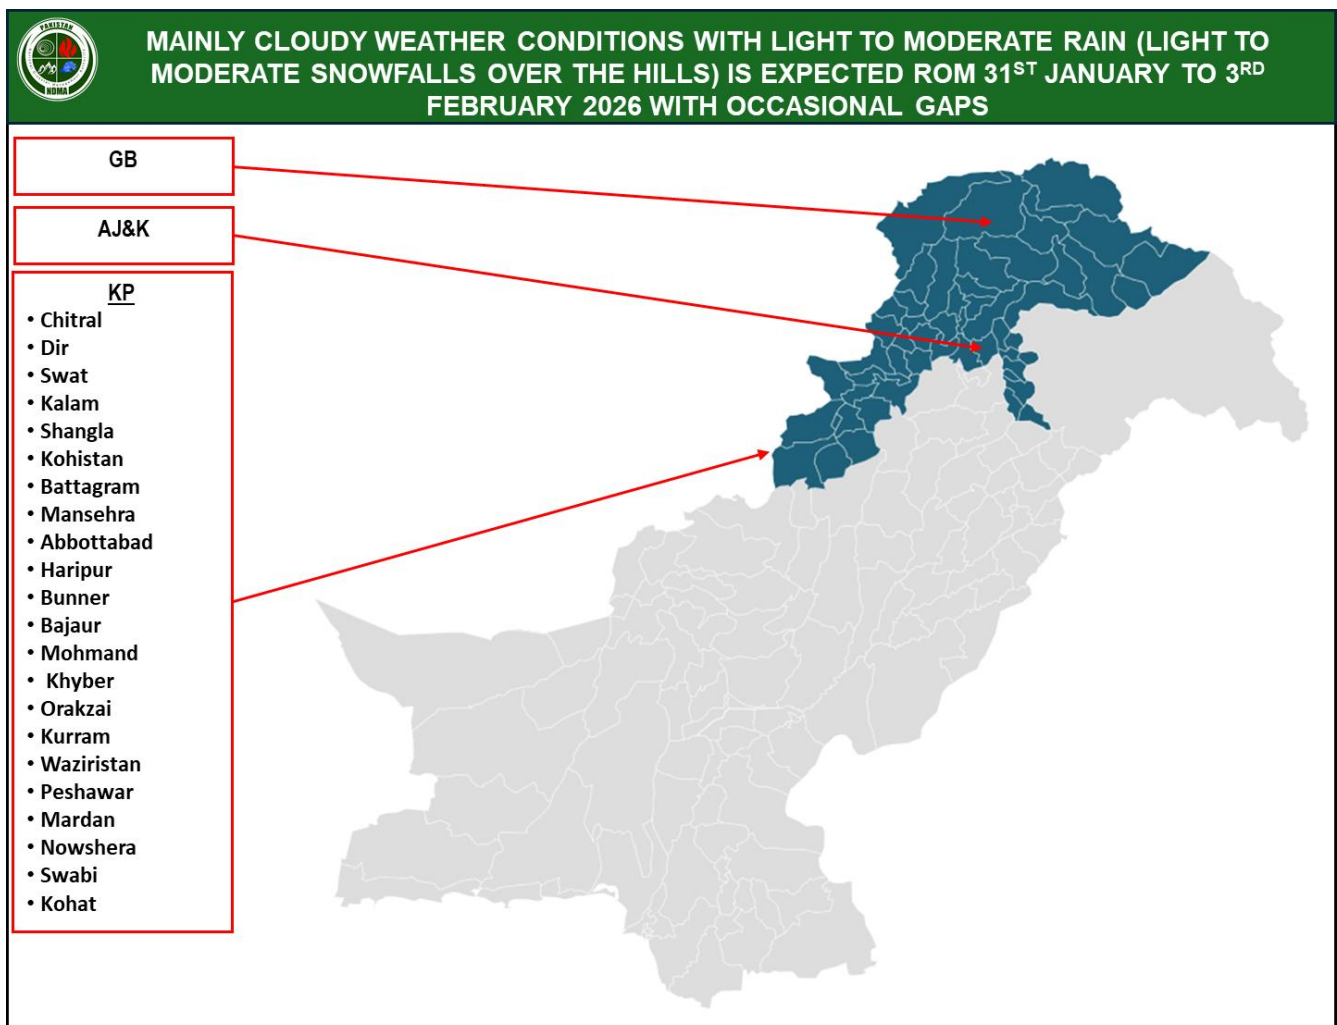 PAKISTAN
NDMA
MAINLY CLOUDY WEATHER CONDITIONS WITH LIGHT TO MODERATE RAIN (LIGHT TO
MODERATE SNOWFALLS OVER THE HILLS) IS EXPECTED ROM 31ST JANUARY TO 3RD
FEBRUARY 2026 WITH OCCASIONAL GAPS
GB
AJ&K
KP
• Chitral
• Dir
• Swat
• Kalam
• Shangla
• Kohistan
• Battagram
• Mansehra
• Abbottabad
• Haripur
• Bunner
• Bajaur
• Mohmand
• Khyber
• Orakzai
• Kurram
• Waziristan
• Peshawar
• Mardan
• Nowshera
• Swabi
• Kohat